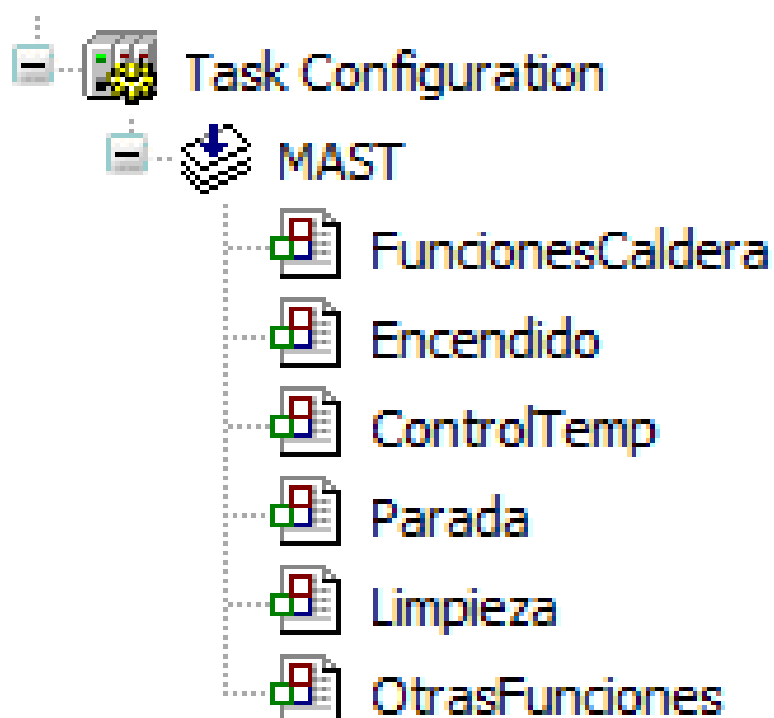 Task Configuration
MAST
FuncionesCaldera
Encendido
ControlTemp
Parada
Limpieza
OtrasFunciones